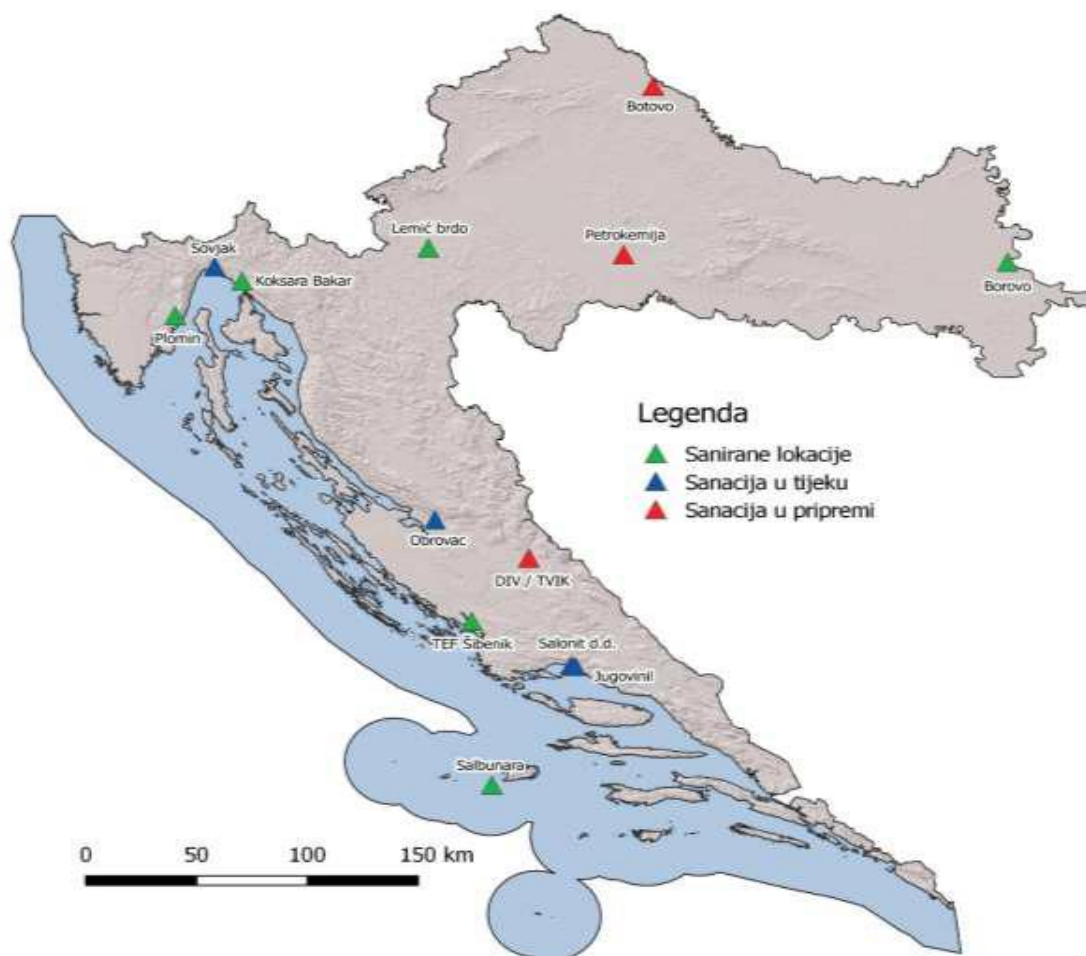 Botovo
Lemić brdo
Petrokemija
Sovjak
Koksara Bakar
Borovo
Plomin
Legenda
Sanirane lokacije
Sanacija u tijeku
Sanacija u pripremi
Obrovac
DIV / TVIK
TEF Šibenik
Salonit d.d.
Jugovinil
Salbunara
0 50 100 150 km